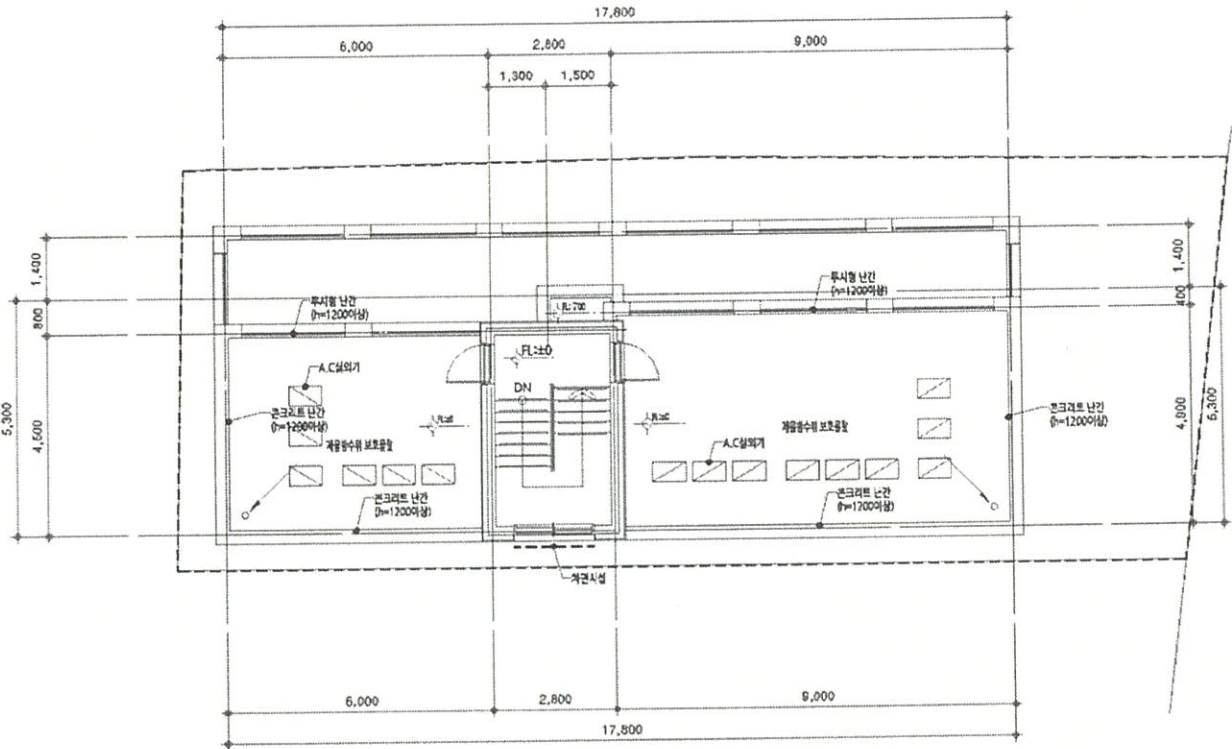 17,800
6,000
2,800
9,000
1,300
1,500
1,400
800
5,300
4,500
1,400
400
4,900
5,300
투시형 난간
(h=1200이상)
투시형 난간
(h=1200이상)
FL:±0
DN
A.C실외기
콘크리트 난간
(h=1200이상)
A.C실외기
콘크리트 난간
(h=1200이상)
콘크리트 난간
(h=1200이상)
콘크리트 난간
(h=1200이상)
차면시설
6,000
2,800
9,000
17,800